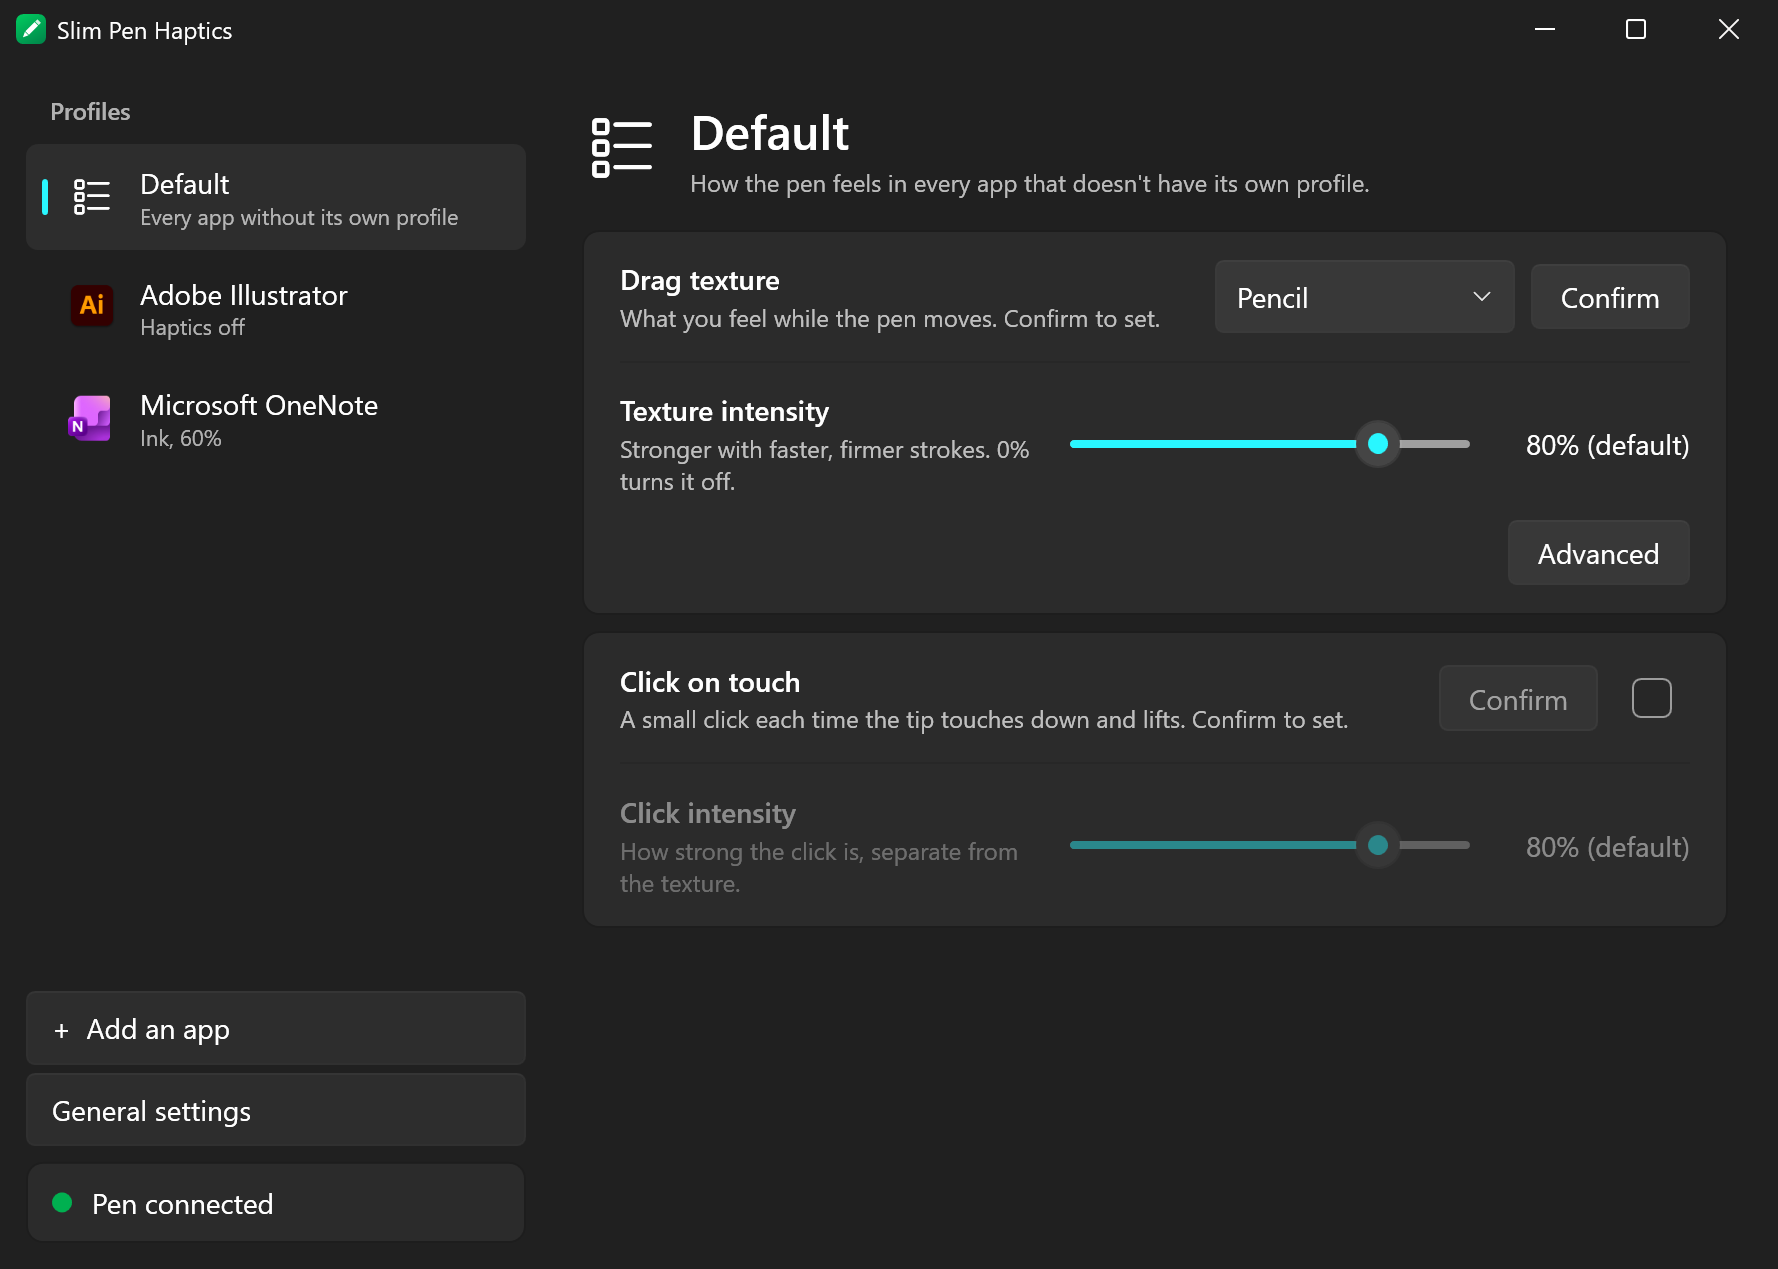 Slim Pen Haptics
Profiles
Default
Every app without its own profile
Ai
Adobe Illustrator
Haptics off
N
Microsoft OneNote
Ink, 60%
+ Add an app
General settings
Pen connected
Default
How the pen feels in every app that doesn't have its own profile.
Drag texture
What you feel while the pen moves. Confirm to set.
Pencil
Confirm
Texture intensity
Stronger with faster, firmer strokes. 0%
turns it off.
80% (default)
Advanced
Click on touch
A small click each time the tip touches down and lifts. Confirm to set.
Confirm
Click intensity
How strong the click is, separate from
the texture.
80% (default)